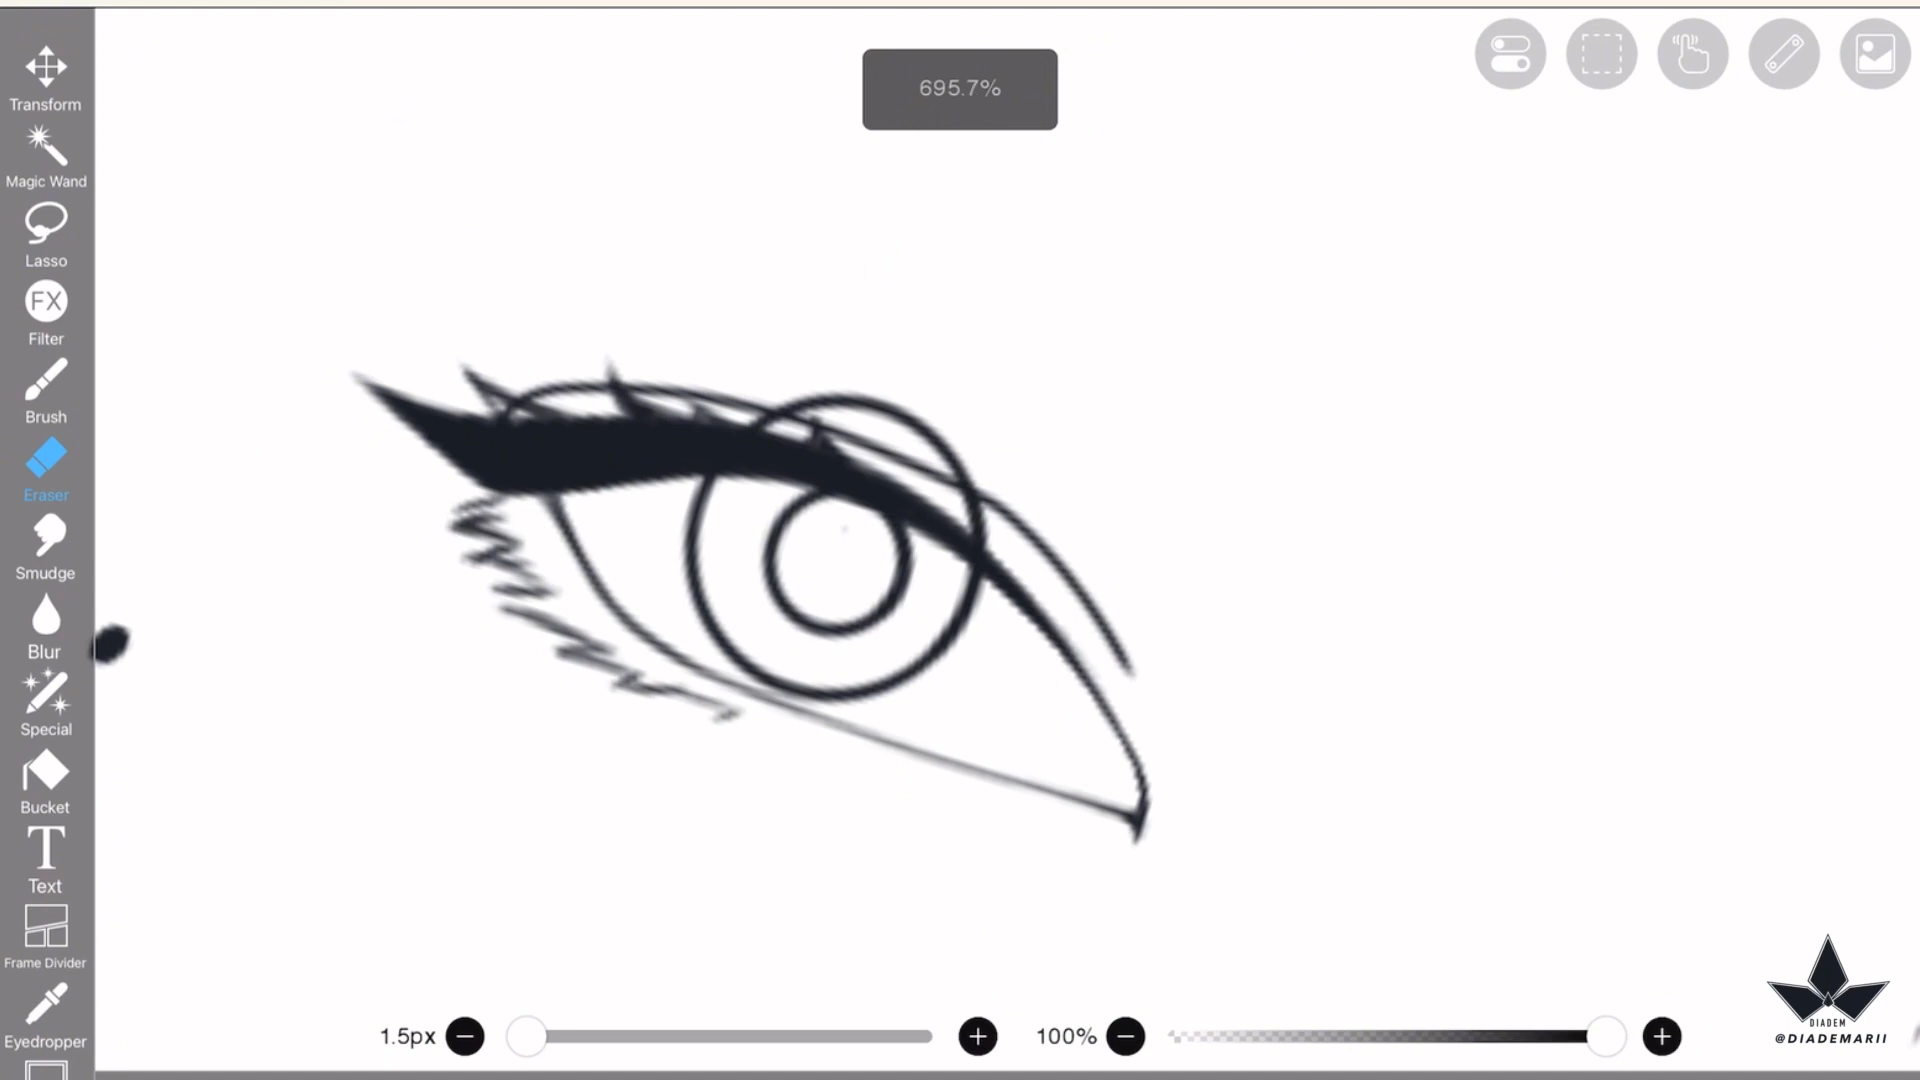 695.7%
Transform
Magic Wand
Lasso
FX
Filter
Brush
Eraser
Smudge
Blur
Special
Bucket
T
Text
Frame Divider
Eyedropper
1.5px
100%
DIADEM
@DIADEMARII